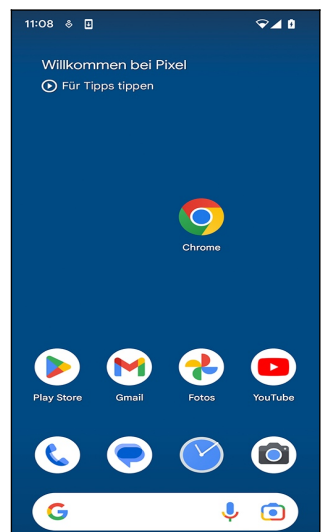 11:08
Willkommen bei Pixel
Für Tipps tippen
Chrome
Play Store Gmail Fotos YouTube